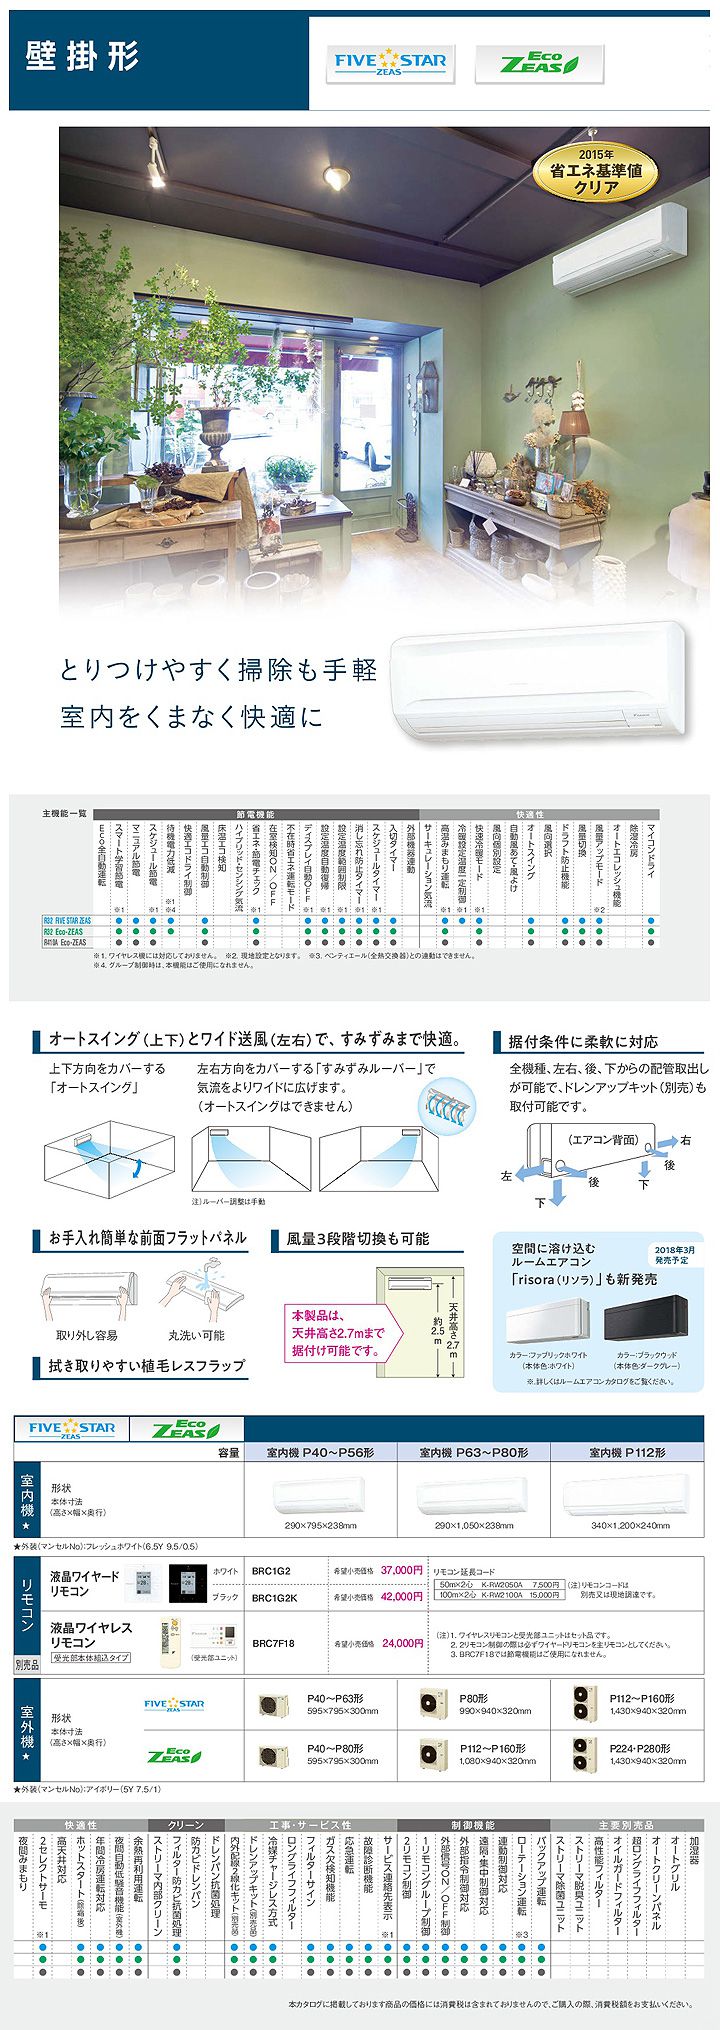 壁掛形
FIVE STAR
ZEAS
Eco
ZEAS
2015年
省エネ基準値
クリア
とりつけやすく掃除も手軽
室内をくまなく快適に
主機能一覧
節電機能
快適性
Eco全自動運転
スマート学習節電 ※1
マニュアル節電
スケジュール節電 ※1
待機電力低減 ※1 ※4
快適エコドライ制御
風量エコ自動制御
床温エコ検知
ハイブリッド・センシング気流
省エネ・節電チェック ※1
在室検知ON/OFF
不在時省エネ運転モード
ディスプレイ自動OFF ※1
設定温度自動復帰 ※1
設定温度範囲制限 ※1
消し忘れ防止タイマー ※1
スケジュールタイマー ※1
入切タイマー
外部機器連動
サーキュレーション気流
高温みまもり運転 ※1
冷暖設定温度二定制御 ※1
快速冷暖モード ※1
風向個別設定
自動風あて・風よけ
オートスイング
風向選択
ドラフト防止機能
風量切換
風量アップモード ※2
オートエコレッシュ機能
除湿冷房
マイコンドライ
R32 FIVE STAR ZEAS
R32 Eco-ZEAS
R410A Eco-ZEAS
※1. ワイヤレス機には対応しておりません。 ※2. 現地設定となります。 ※3. ベンティエール(全熱交換器)との連動はできません。
※4. グループ制御時は、本機能はご使用になれません。
オートスイング(上下)とワイド送風(左右)で、すみずみまで快適。
上下方向をカバーする
「オートスイング」
左右方向をカバーする「すみずみルーバー」で
気流をよりワイドに広げます。
(オートスイングはできません)
注)ルーバー調整は手動
据付条件に柔軟に対応
全機種、左右、後、下からの配管取出し
が可能で、ドレンアップキット(別売)も
取付可能です。
(エアコン背面)
右
後
下
左
後
下
お手入れ簡単な前面フラットパネル
取り外し容易
丸洗い可能
拭き取りやすい植毛レスフラップ
風量3段階切換も可能
本製品は、
天井高さ2.7mまで
据付け可能です。
約2.5m
天井高さ2.7m
空間に溶け込む
ルームエアコン
「risora(リソラ)」も新発売
2018年3月
発売予定
カラー:ファブリックホワイト
(本体色:ホワイト)
カラー:ブラックウッド
(本体色:ダークグレー)
※.詳しくはルームエアコンカタログをご覧ください。
FIVE STAR
ZEAS
Eco
ZEAS
容量
室内機 P40〜P56形
室内機 P63〜P80形
室内機 P112形
室内機★
形状
本体寸法
(高さ×幅×奥行)
290×795×238mm
290×1,050×238mm
340×1,200×240mm
★外装(マンセルNo):フレッシュホワイト(6.5Y 9.5/0.5)
リモコン
別売品
液晶ワイヤード
リモコン
ホワイト
BRC1G2
希望小売価格 37,000円
ブラック
BRC1G2K
希望小売価格 42,000円
リモコン延長コード
50m×2心 K-RW2050A 7,500円
100m×2心 K-RW2100A 15,000円
(注)リモコンコードは
別売又は現地調達です。
液晶ワイヤレス
リモコン
受光部本体組込タイプ
(受光部ユニット)
BRC7F18
希望小売価格 24,000円
(注)1. ワイヤレスリモコンと受光部ユニットはセット品です。
2. 2リモコン制御の際は必ずワイヤードリモコンを主リモコンとしてください。
3. BRC7F18では節電機能はご使用になれません。
室外機★
形状
本体寸法
(高さ×幅×奥行)
FIVE STAR
ZEAS
P40〜P63形
595×795×300mm
P80形
990×940×320mm
P112〜P160形
1,430×940×320mm
Eco
ZEAS
P40〜P80形
595×795×300mm
P112〜P160形
1,080×940×320mm
P224・P280形
1,430×940×320mm
★外装(マンセルNo):アイボリー(5Y 7.5/1)
快適性
クリーン
工事・サービス性
制御機能
主要別売品
夜間みまもり
2セレクトサーモ ※1
高天井対応
ホットスタート(除霜後)
年間冷房運転対応
夜間自動低騒音機能(室外機)
余熱再利用運転
ストリーマ内部クリーン
フィルター防カビ抗菌処理
防カビドレンパン
ドレンパン抗菌処理
内外配線2線化キット(別売品)
ドレンアップキット(別売品)
冷媒チャージレス方式
ロングライフフィルター
フィルターサイン
ガス欠検知機能
応急運転
故障診断機能
サービス連絡先表示 ※1
2リモコン制御
1リモコングループ制御
外部信号ON/OFF制御
外部指令制御対応
遠隔・集中制御対応
連動制御対応
ローテーション運転 ※3
バックアップ運転
ストリーマ除菌ユニット
ストリーマ脱臭ユニット
高性能フィルター
オイルガードフィルター
超ロングライフフィルター
オートクリーンパネル
オートグリル
加湿器
本カタログに掲載しております商品の価格には消費税は含まれておりませんので、ご購入の際、消費税額をお支払いください。